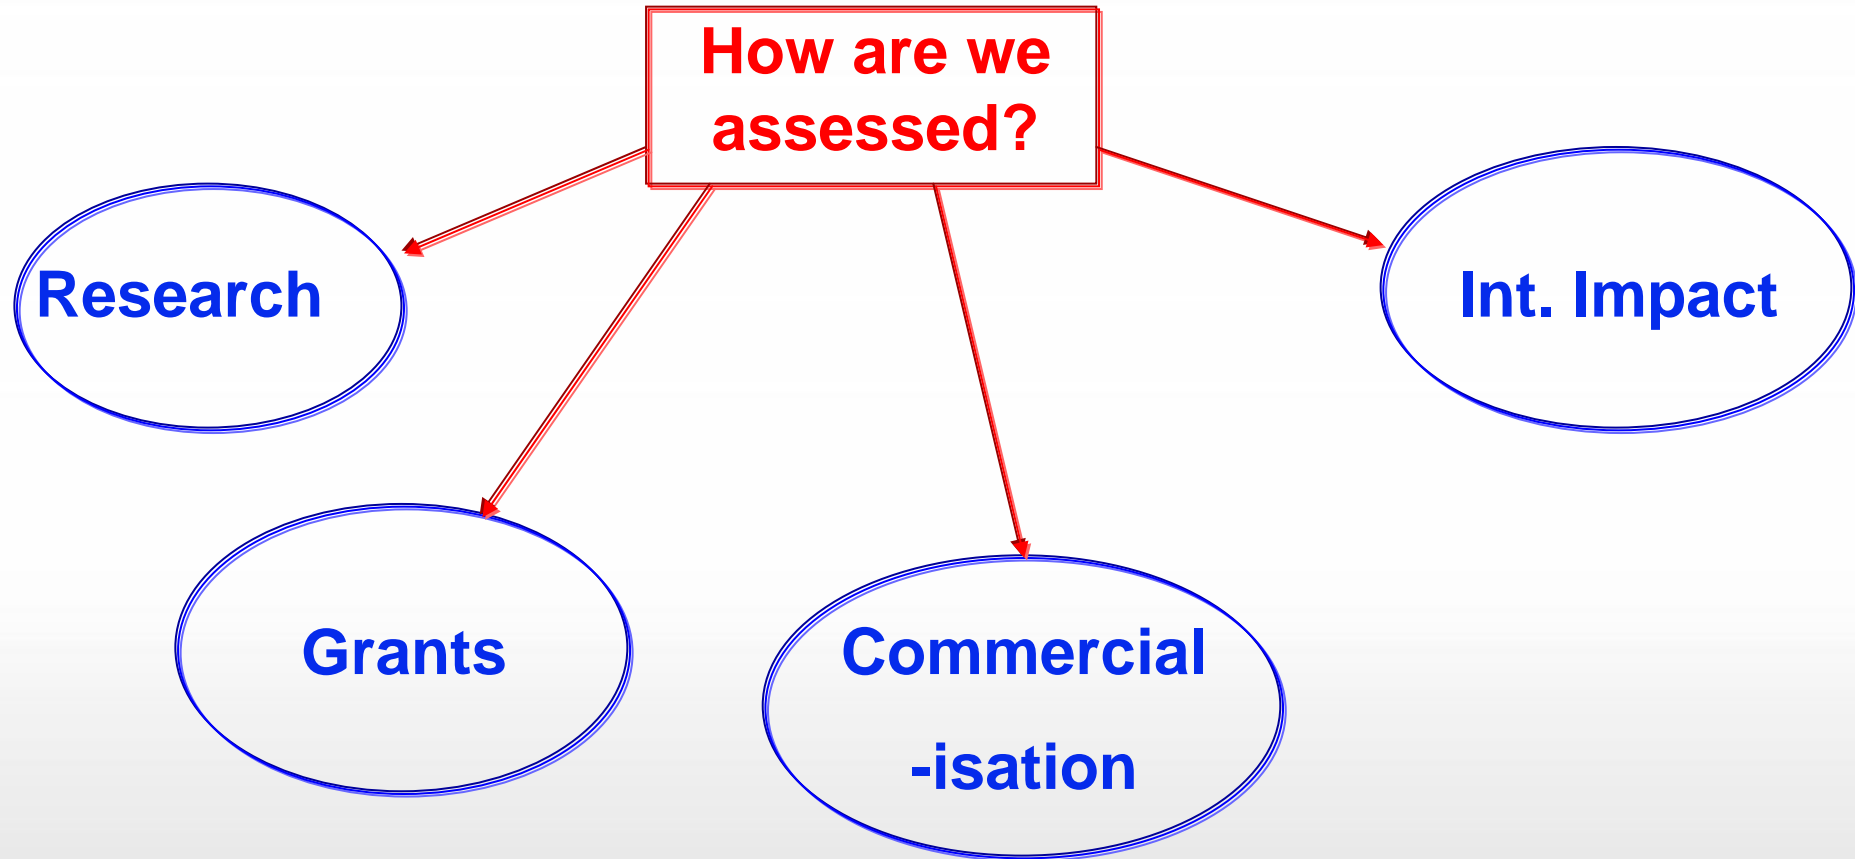 How are we
assessed?
Research
Int. Impact
Grants
Commercial
-isation